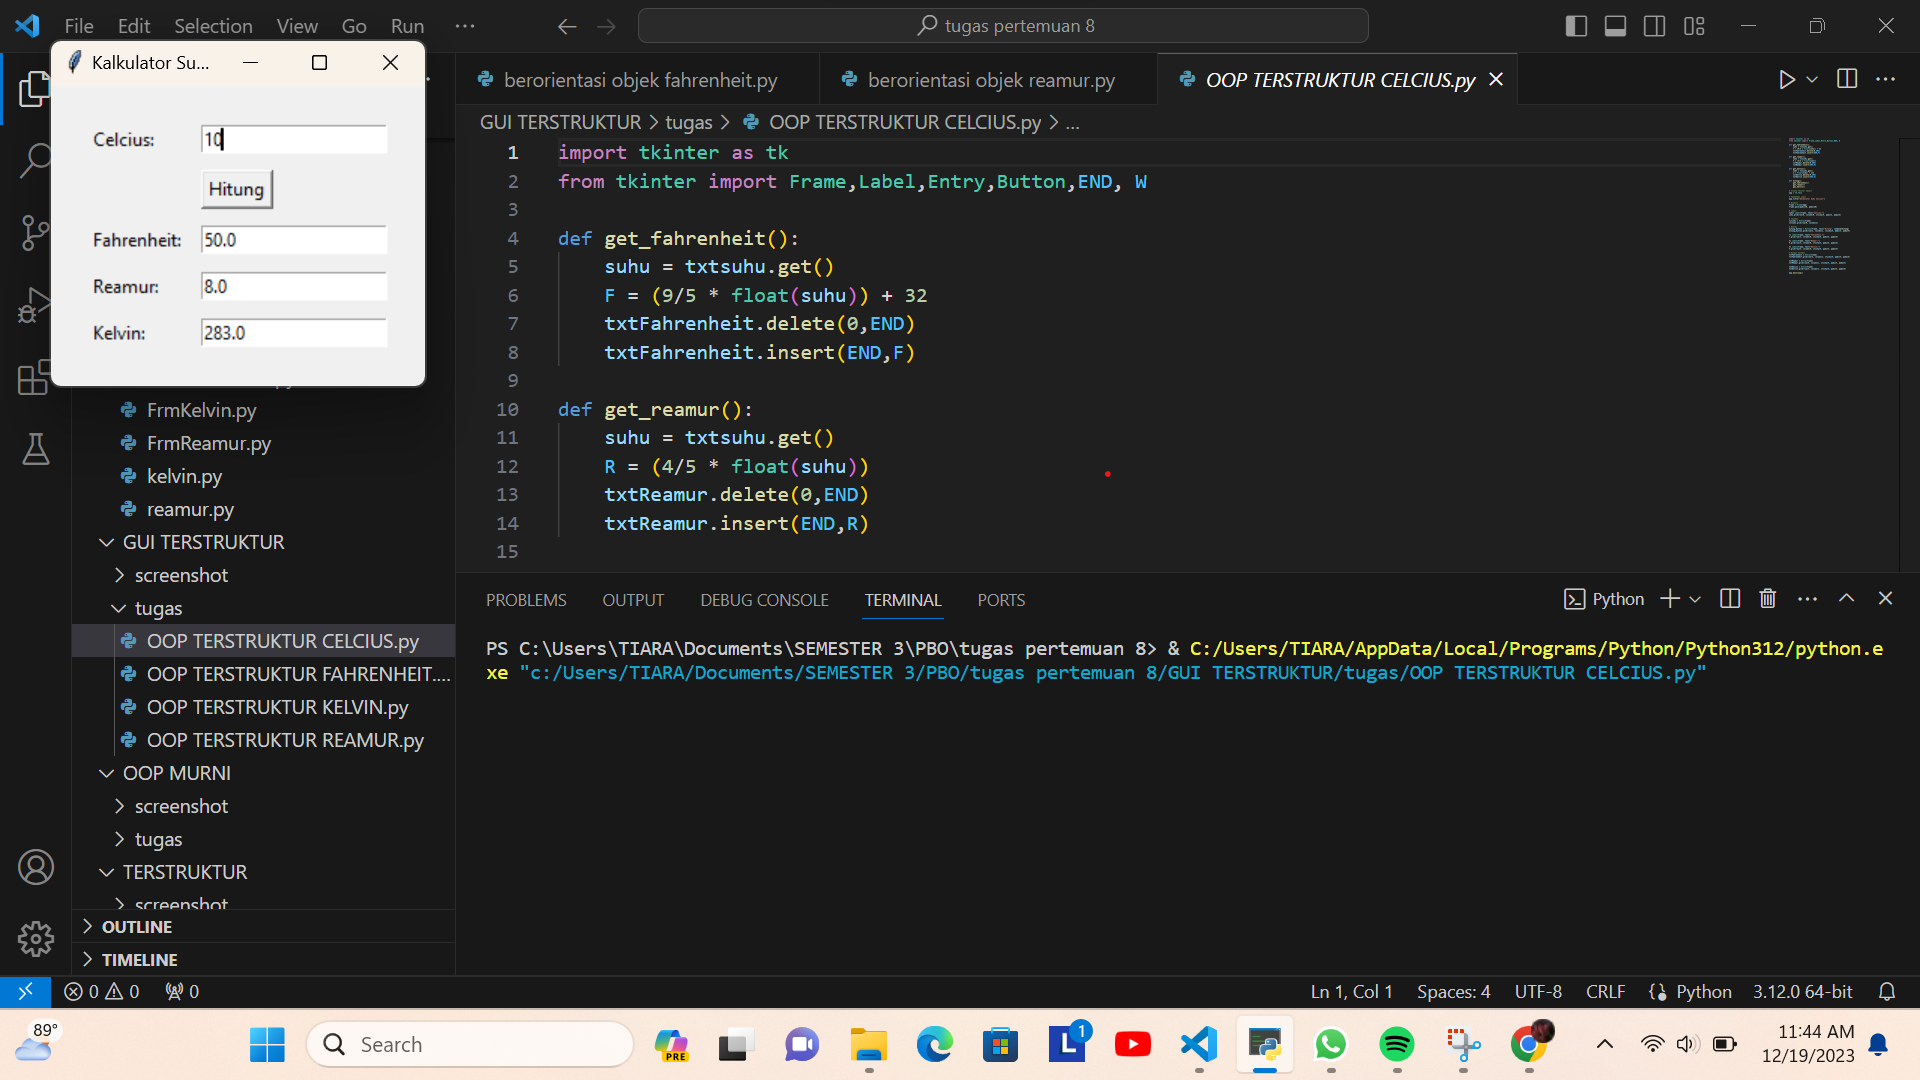 File Edit Selection View Go Run ···
tugas pertemuan 8
Kalkulator Su...
Celcius: 10
Hitung
Fahrenheit: 50.0
Reamur: 8.0
Kelvin: 283.0
FrmKelvin.py
FrmReamur.py
kelvin.py
reamur.py
GUI TERSTRUKTUR
screenshot
tugas
OOP TERSTRUKTUR CELCIUS.py
OOP TERSTRUKTUR FAHRENHEIT....
OOP TERSTRUKTUR KELVIN.py
OOP TERSTRUKTUR REAMUR.py
OOP MURNI
screenshot
tugas
TERSTRUKTUR
screenshot
OUTLINE
TIMELINE
berorientasi objek fahrenheit.py
berorientasi objek reamur.py
OOP TERSTRUKTUR CELCIUS.py
GUI TERSTRUKTUR > tugas > OOP TERSTRUKTUR CELCIUS.py > ...
1 import tkinter as tk
2 from tkinter import Frame,Label,Entry,Button,END, W
3
4 def get_fahrenheit():
5 suhu = txtsuhu.get()
6 F = (9/5 * float(suhu)) + 32
7 txtFahrenheit.delete(0,END)
8 txtFahrenheit.insert(END,F)
9
10 def get_reamur():
11 suhu = txtsuhu.get()
12 R = (4/5 * float(suhu))
13 txtReamur.delete(0,END)
14 txtReamur.insert(END,R)
15
PROBLEMS OUTPUT DEBUG CONSOLE TERMINAL PORTS
Python
PS C:\Users\TIARA\Documents\SEMESTER 3\PBO\tugas pertemuan 8> & C:/Users/TIARA/AppData/Local/Programs/Python/Python312/python.e
xe "c:/Users/TIARA/Documents/SEMESTER 3/PBO/tugas pertemuan 8/GUI TERSTRUKTUR/tugas/OOP TERSTRUKTUR CELCIUS.py"
0 0 0
Ln 1, Col 1 Spaces: 4 UTF-8 CRLF Python 3.12.0 64-bit
89°
Search
PRE
L 1
11:44 AM
12/19/2023